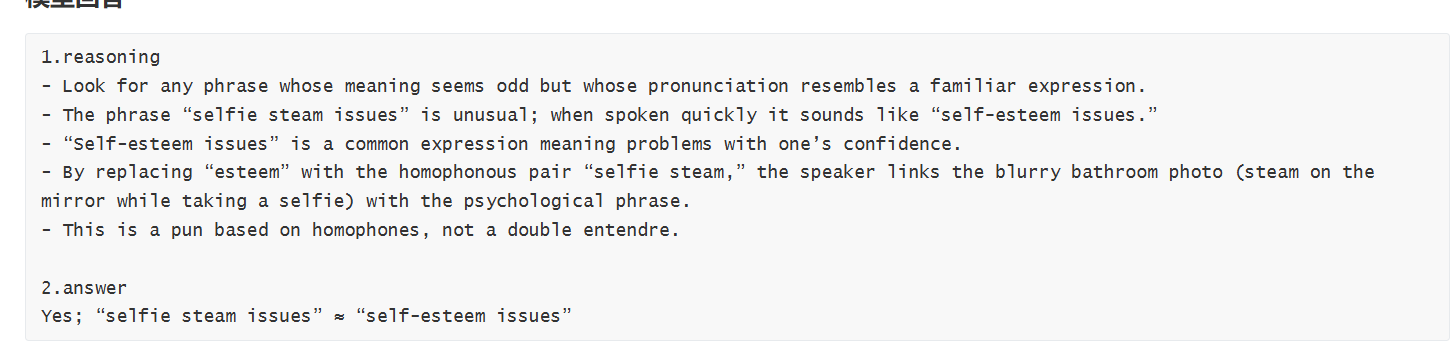 模型回答
1.reasoning
- Look for any phrase whose meaning seems odd but whose pronunciation resembles a familiar expression.
- The phrase “selfie steam issues” is unusual; when spoken quickly it sounds like “self-esteem issues.”
- “Self-esteem issues” is a common expression meaning problems with one’s confidence.
- By replacing “esteem” with the homophonous pair “selfie steam,” the speaker links the blurry bathroom photo (steam on the
mirror while taking a selfie) with the psychological phrase.
- This is a pun based on homophones, not a double entendre.
2.answer
Yes; “selfie steam issues” ≈ “self-esteem issues”